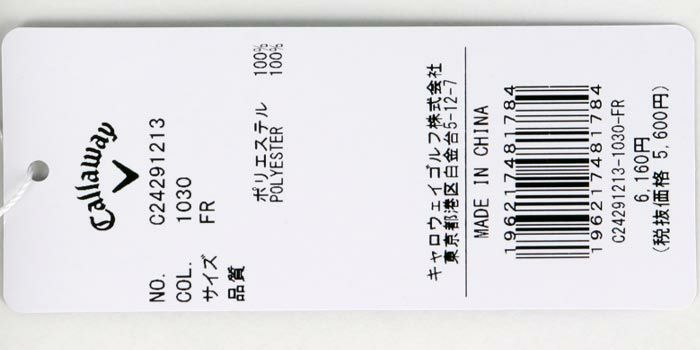 Callaway
NO. C24291213
COL. 1030
サイズ FR
品質
ポリエステル 100%
POLYESTER 100%
キャロウェイゴルフ株式会社
東京都港区白金台5-12-7
MADE IN CHINA
196217481784
196217481784
C24291213-1030-FR
6,160円
(税抜価格 5,600円)